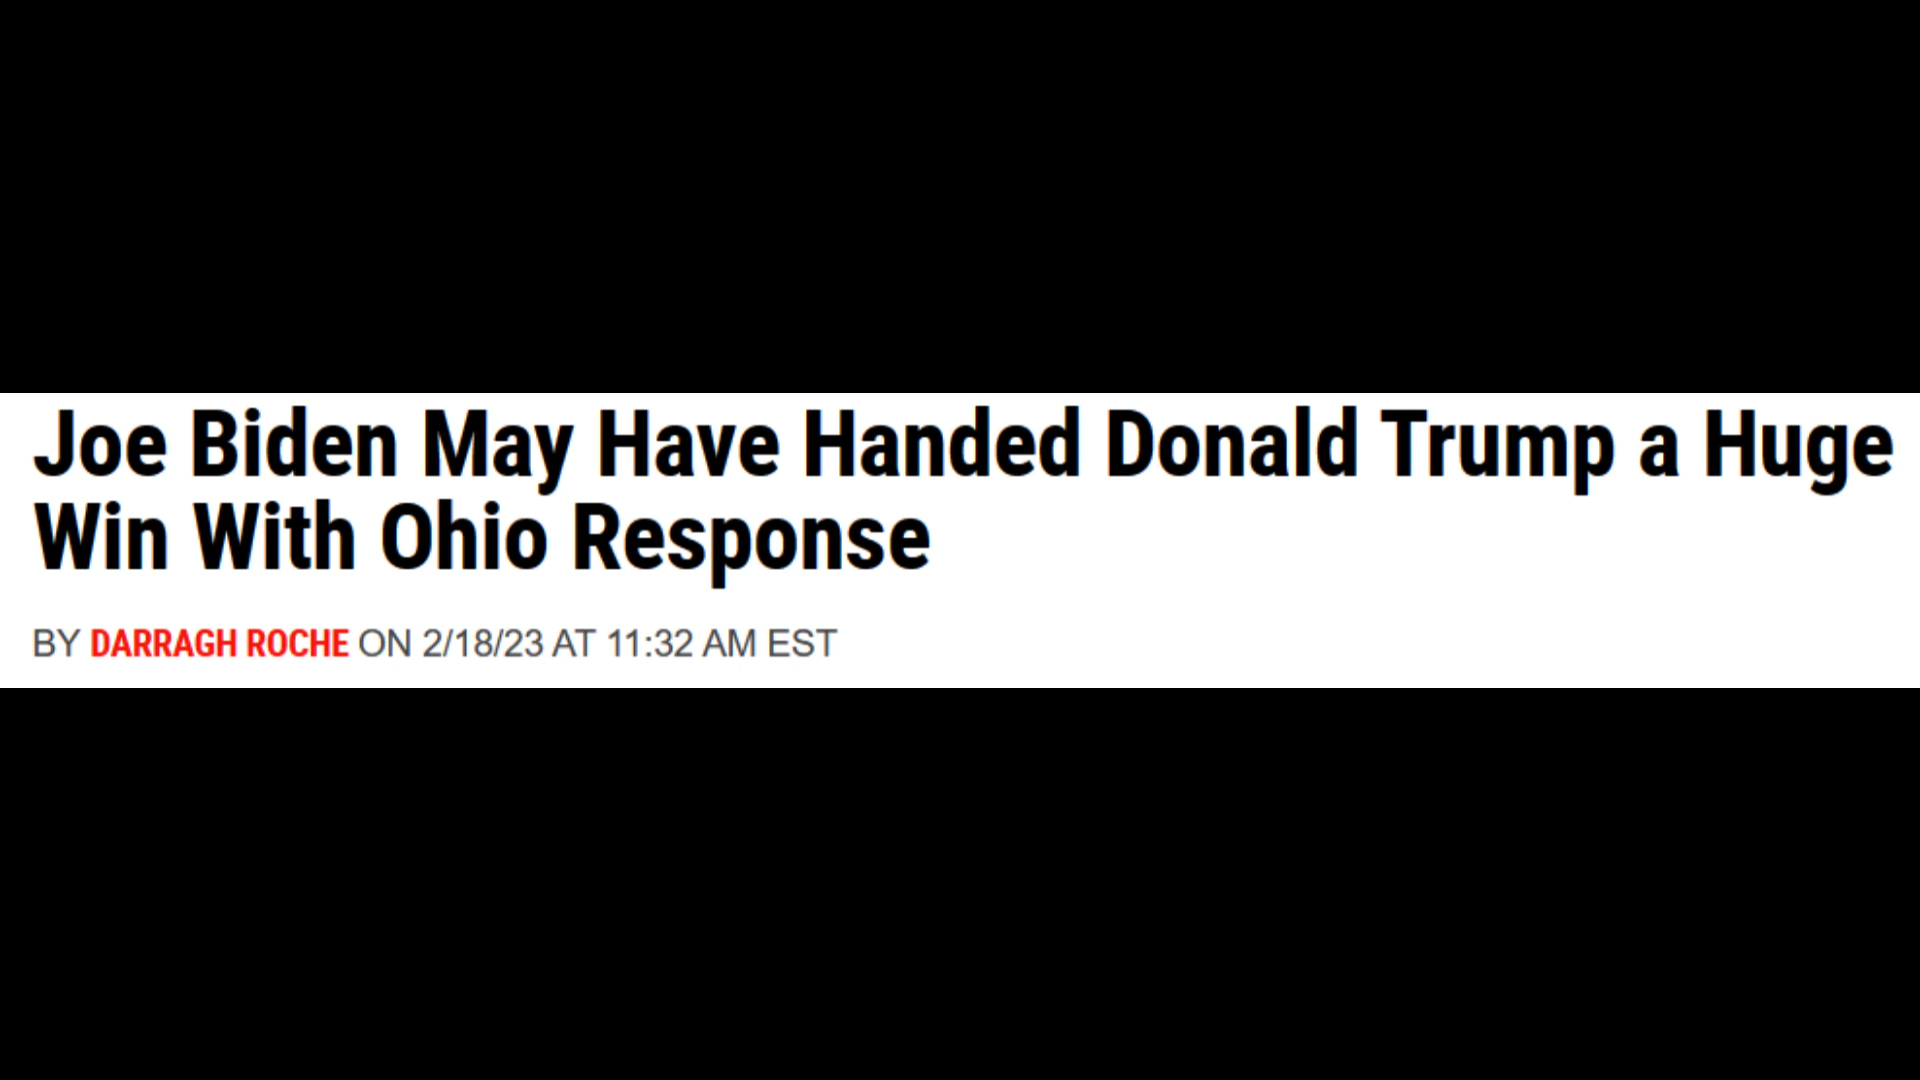 Joe Biden May Have Handed Donald Trump a Huge
Win With Ohio Response
BY DARRAGH ROCHE ON 2/18/23 AT 11:32 AM EST